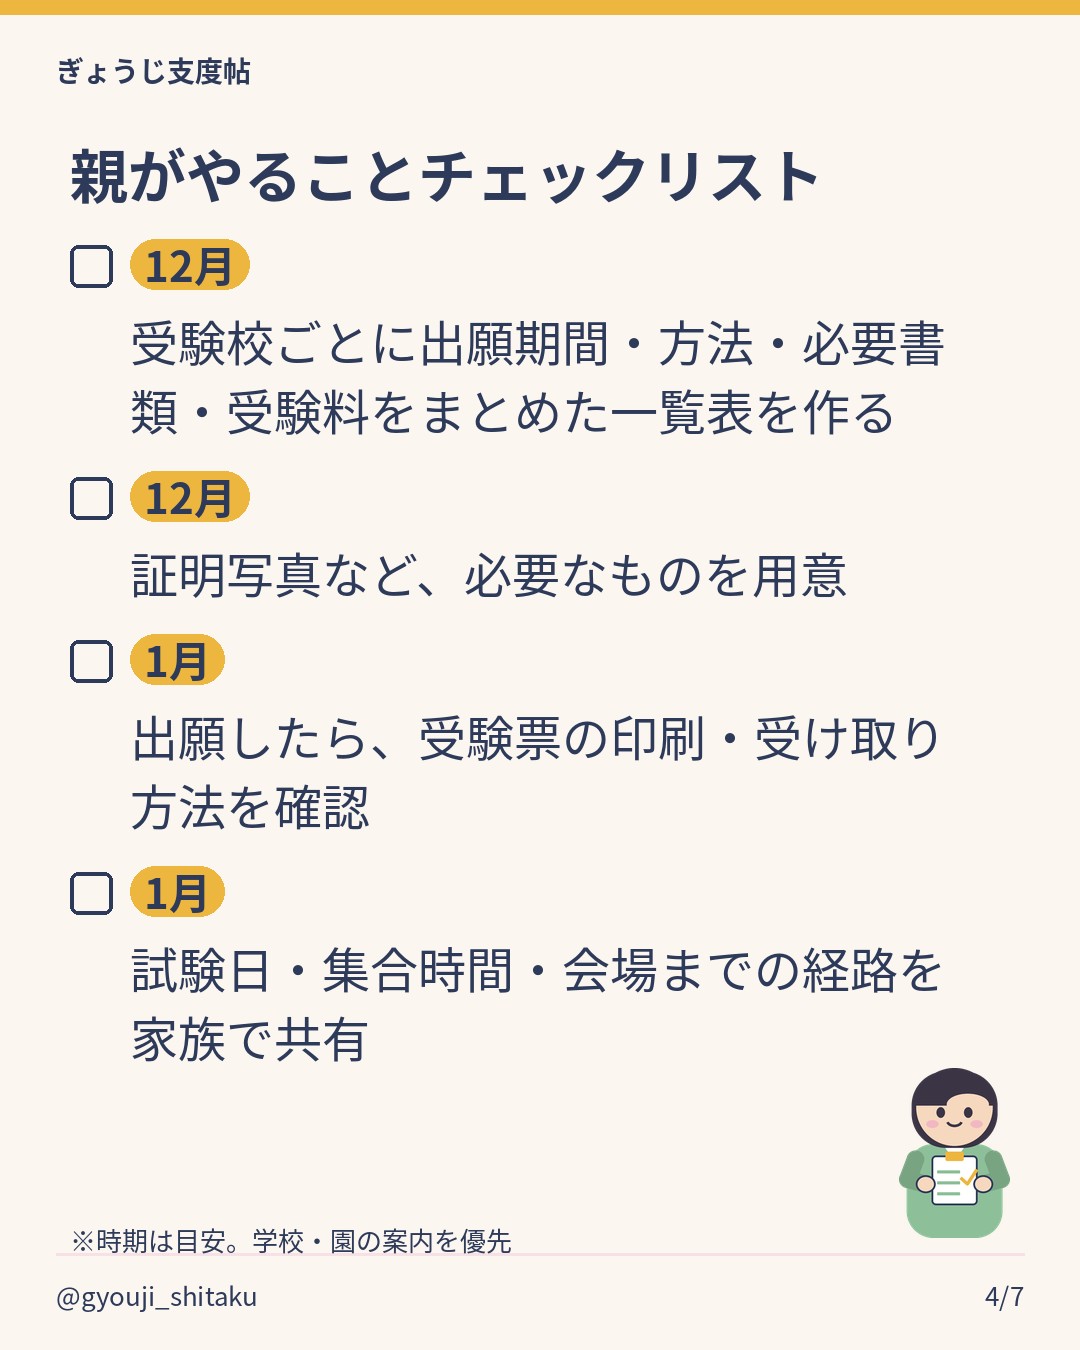 ぎょうじ支度帖
親がやることチェックリスト
12月
受験校ごとに出願期間・方法・必要書
類・受験料をまとめた一覧表を作る
12月
証明写真など、必要なものを用意
1月
出願したら、受験票の印刷・受け取り
方法を確認
1月
試験日・集合時間・会場までの経路を
家族で共有
※時期は目安。学校・園の案内を優先
@gyouji_shitaku
4/7